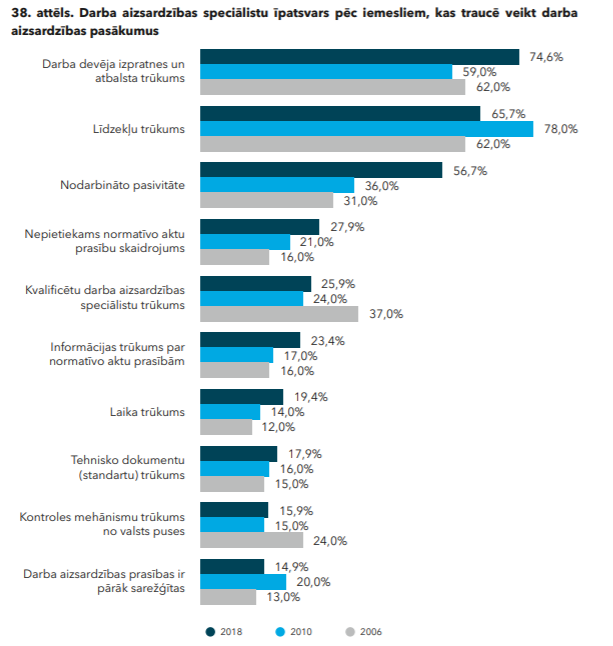 38. attēls. Darba aizsardzības speciālistu īpatsvars pēc iemesliem, kas traucē veikt darba
aizsardzības pasākumus
Darba devēja izpratnes un
atbalsta trūkums
74,6%
59,0%
62,0%
Līdzekļu trūkums
65,7%
78,0%
62,0%
Nodarbināto pasivitāte
56,7%
36,0%
31,0%
Nepietiekams normatīvo aktu
prasību skaidrojums
27,9%
21,0%
16,0%
Kvalificētu darba aizsardzības
speciālistu trūkums
25,9%
24,0%
37,0%
Informācijas trūkums par
normatīvo aktu prasībām
23,4%
17,0%
16,0%
Laika trūkums
19,4%
14,0%
12,0%
Tehnisko dokumentu
(standartu) trūkums
17,9%
16,0%
15,0%
Kontroles mehānismu trūkums
no valsts puses
15,9%
15,0%
24,0%
Darba aizsardzības prasības ir
pārāk sarežģītas
14,9%
20,0%
13,0%
2018 2010 2006